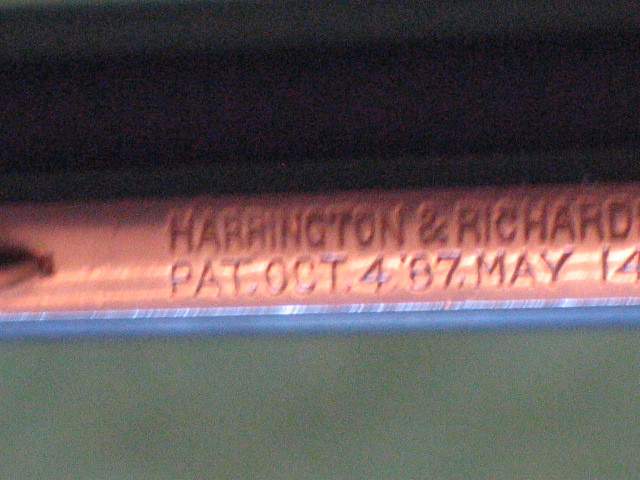 HARRINGTON & RICHARD
PAT. OCT. 4. '87. MAY 14